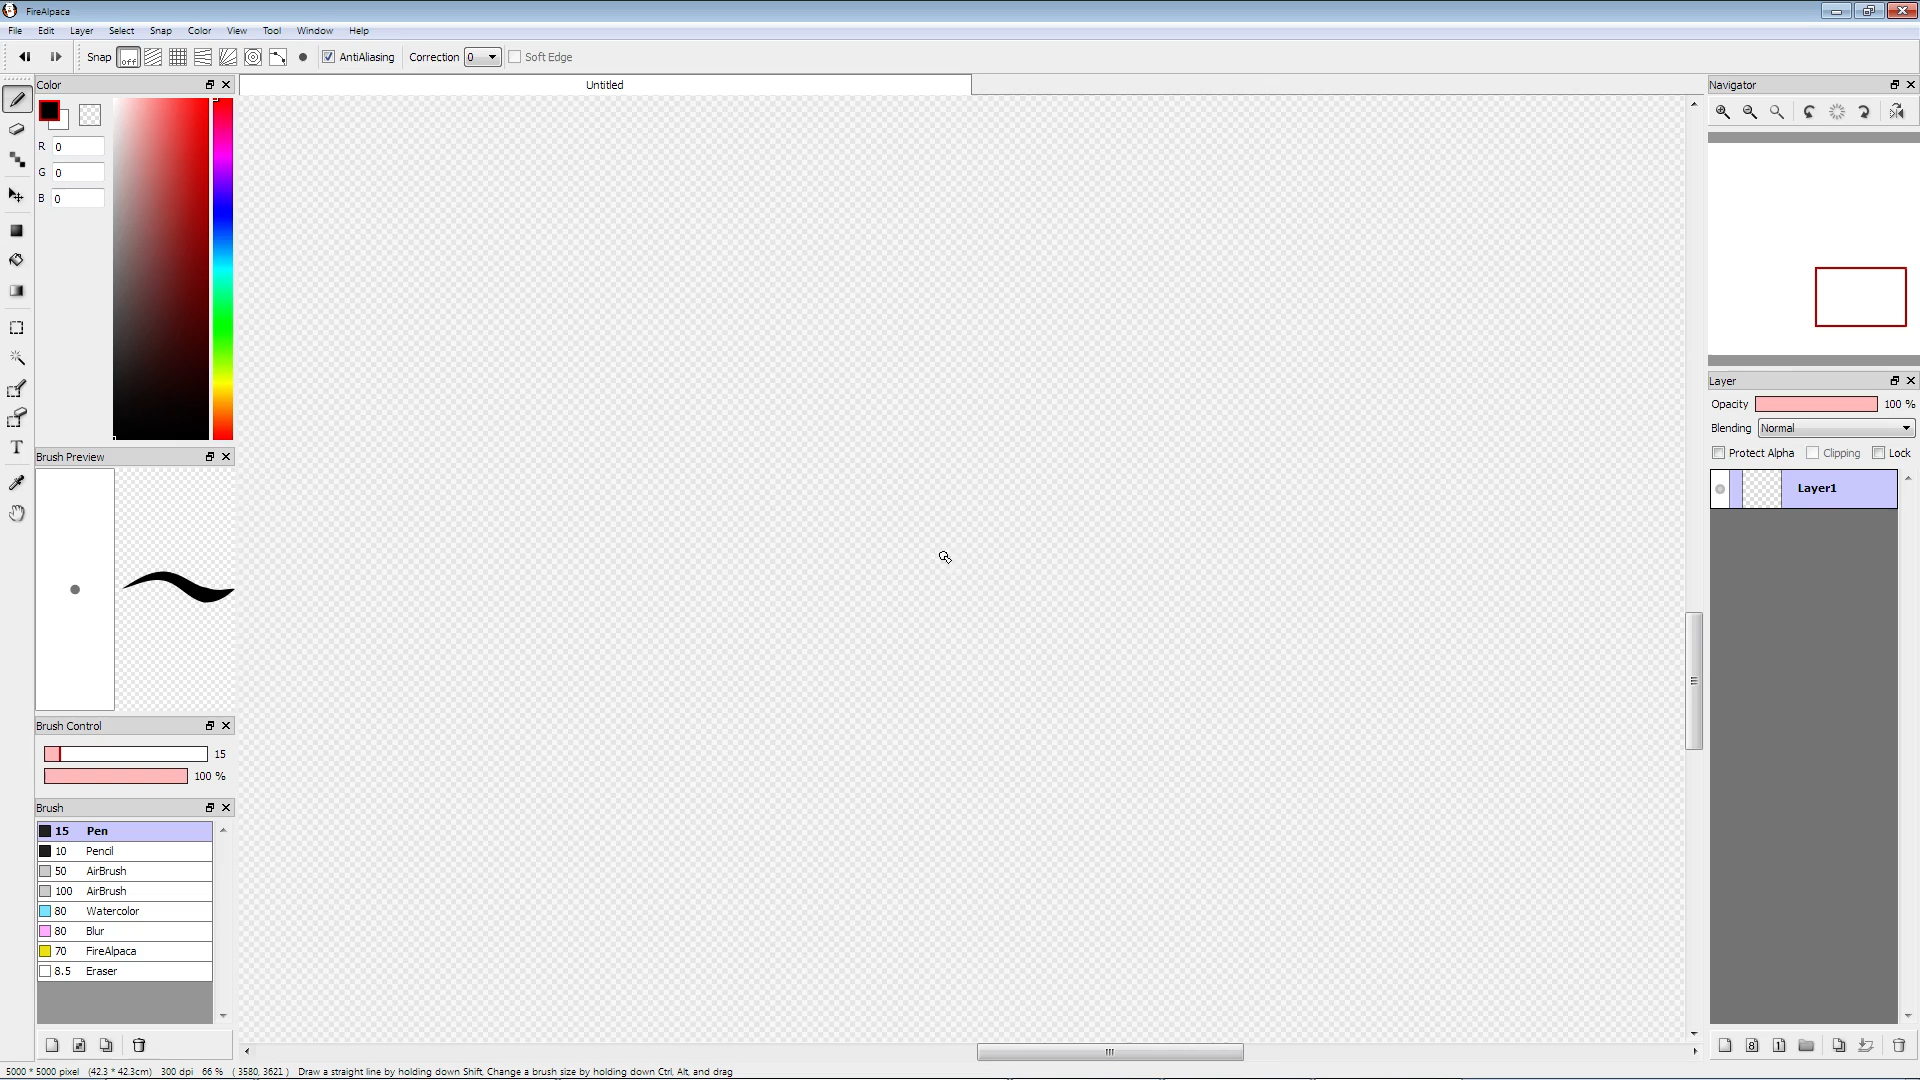 FireAlpaca
File Edit Layer Select Snap Color View Tool Window Help
Snap off AntiAliasing Correction 0 Soft Edge
Color
Untitled
Navigator
R 0
G 0
B 0
Layer
Opacity 100 %
Blending Normal
Protect Alpha Clipping Lock
Layer1
T
Brush Preview
Brush Control
15
100 %
Brush
15 Pen
10 Pencil
50 AirBrush
100 AirBrush
80 Watercolor
80 Blur
70 FireAlpaca
8.5 Eraser
8 1
5000 * 5000 pixel (42.3 * 42.3cm) 300 dpi 66 % ( 3580, 3621 ) Draw a straight line by holding down Shift, Change a brush size by holding down Ctrl, Alt, and drag